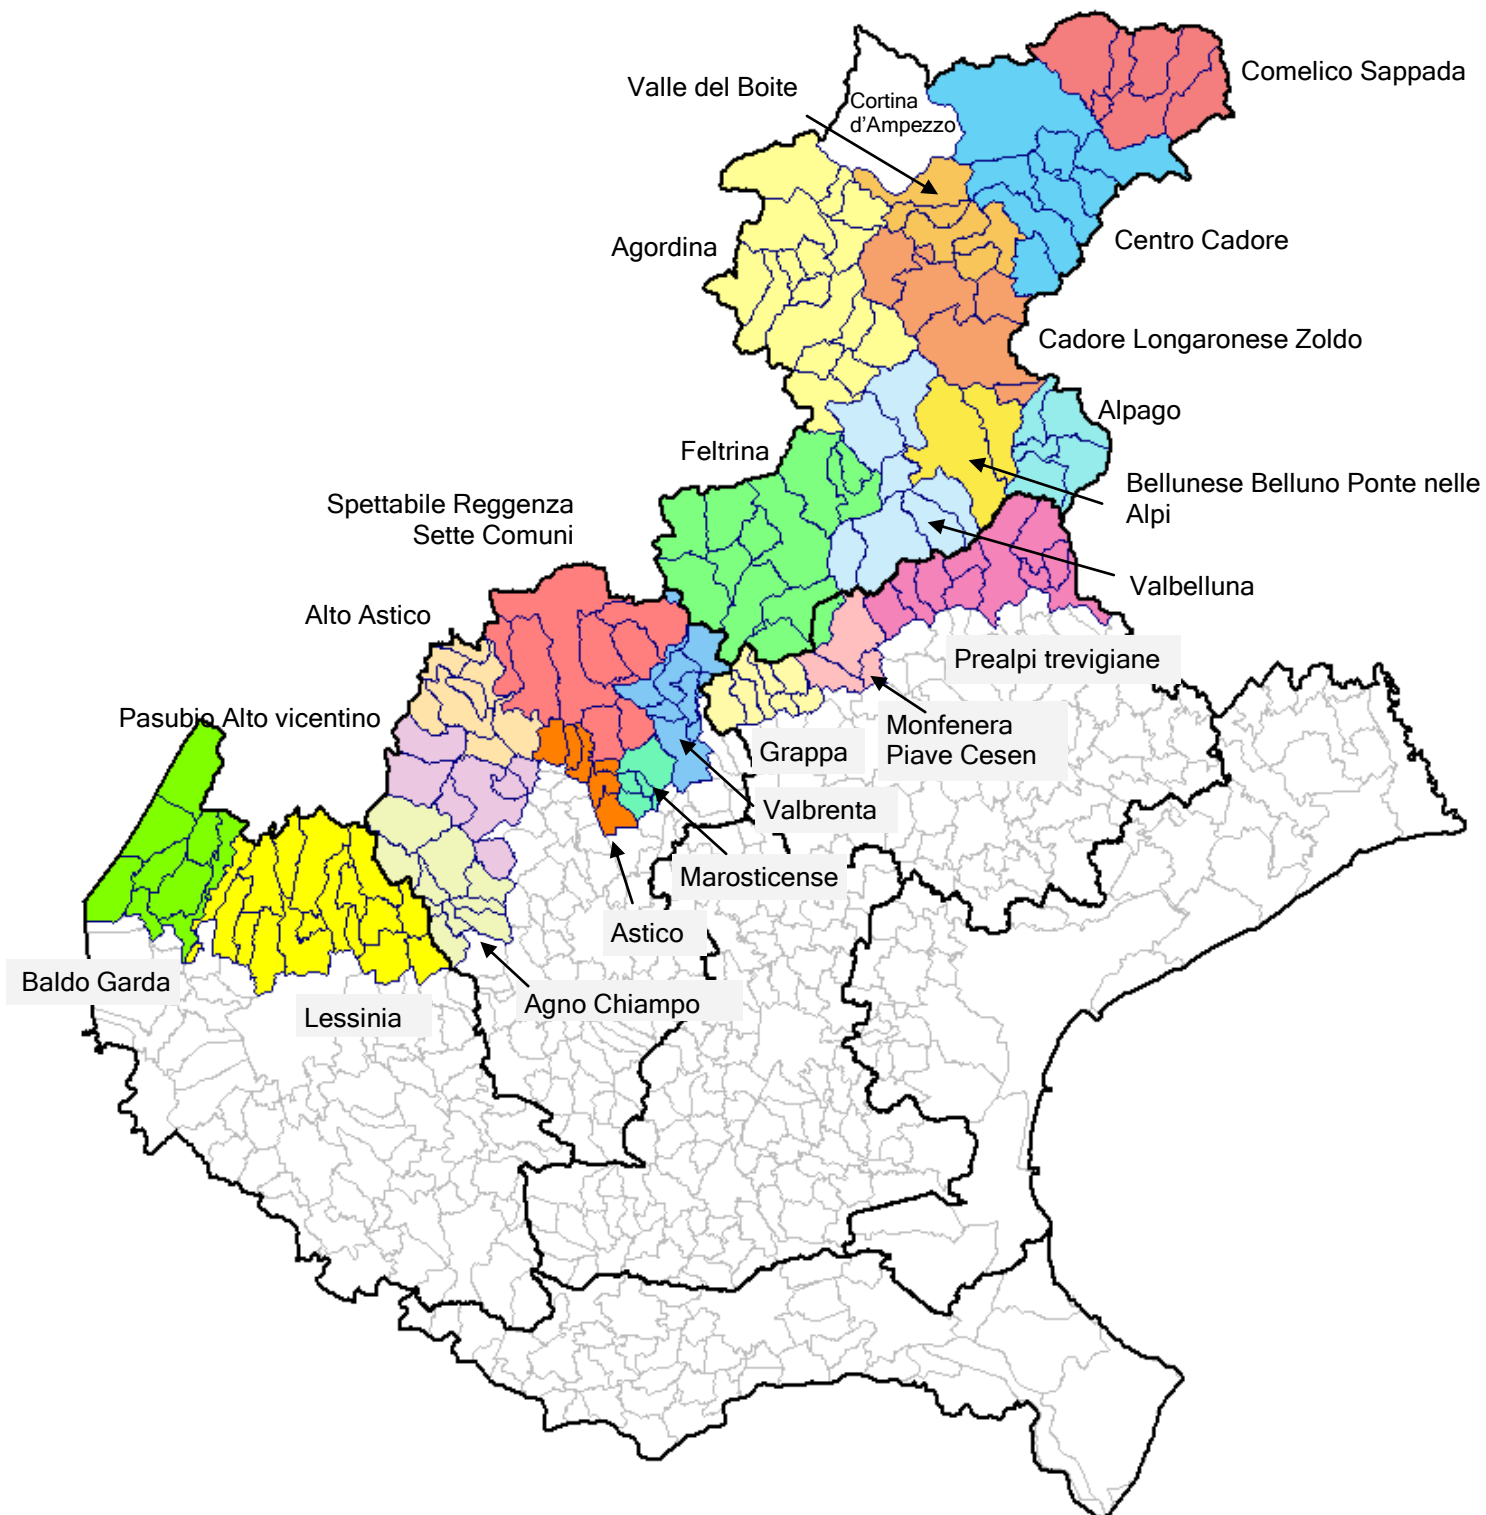 Comelico Sappada
Valle del Boite
Cortina
d'Ampezzo
Agordina
Centro Cadore
Cadore Longaronese Zoldo
Alpago
Feltrina
Bellunese Belluno Ponte nelle
Alpi
Spettabile Reggenza
Sette Comuni
Valbelluna
Alto Astico
Prealpi trevigiane
Pasubio Alto vicentino
Monfenera
Piave Cesen
Grappa
Valbrenta
Marosticense
Astico
Baldo Garda
Agno Chiampo
Lessinia